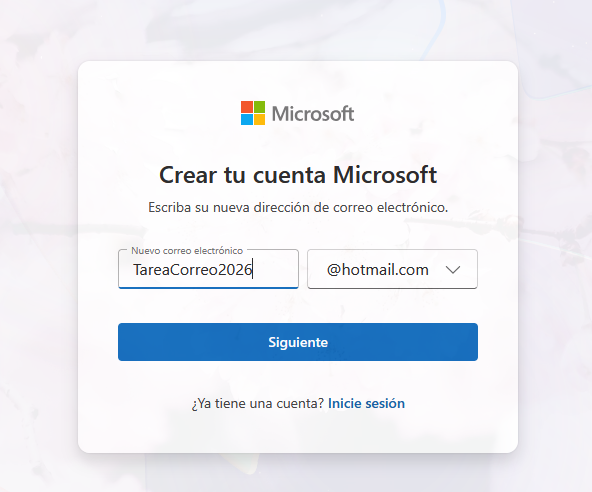 Microsoft
Crear tu cuenta Microsoft
Escriba su nueva dirección de correo electrónico.
Nuevo correo electrónico
TareaCorreo2026
@hotmail.com
Siguiente
¿Ya tiene una cuenta? Inicie sesión